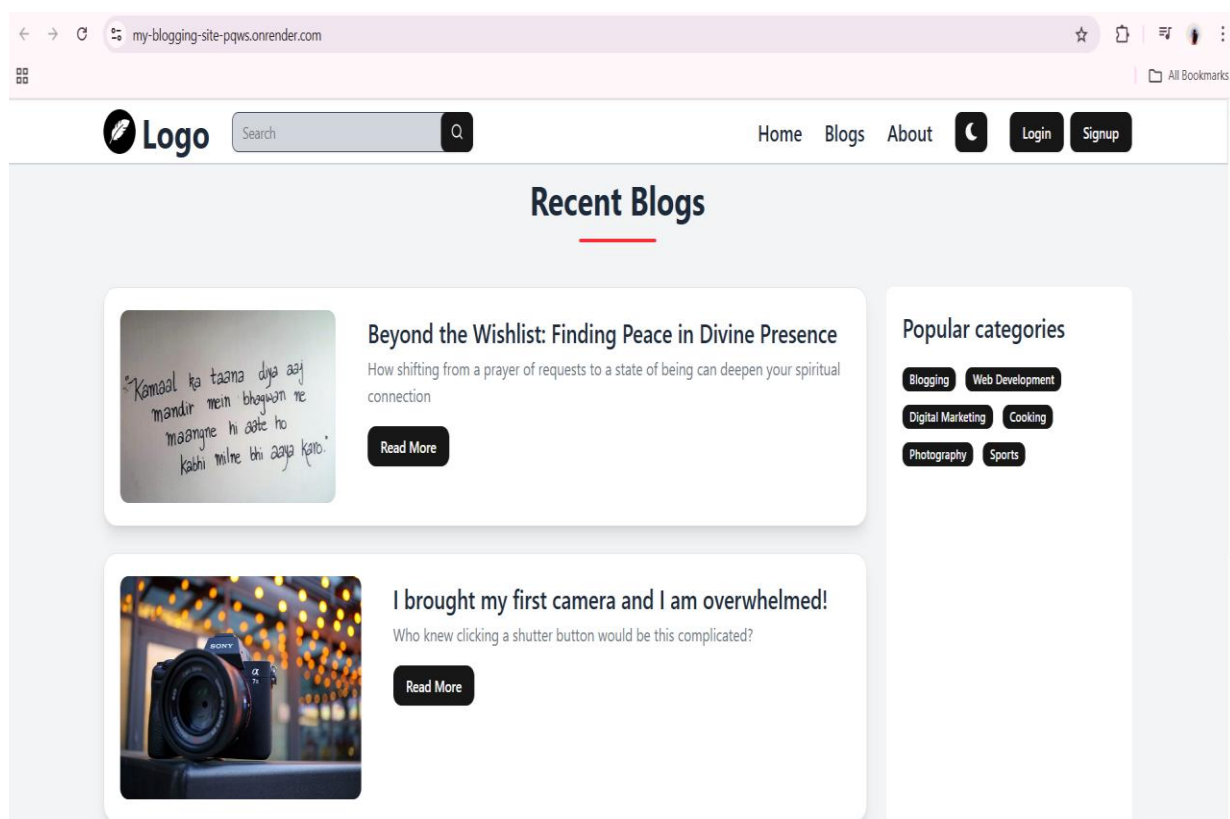 my-blogging-site-pqws.onrender.com
All Bookmarks
Logo
Search
Home Blogs About Login Signup
Recent Blogs
"Kamaal ka taana diya aaj
mandir mein bhagwan ne
maangne hi aate ho
kabhi milne bhi aaya karo."
Beyond the Wishlist: Finding Peace in Divine Presence
How shifting from a prayer of requests to a state of being can deepen your spiritual
connection
Read More
Popular categories
Blogging Web Development
Digital Marketing Cooking
Photography Sports
SONY
α
I brought my first camera and I am overwhelmed!
Who knew clicking a shutter button would be this complicated?
Read More